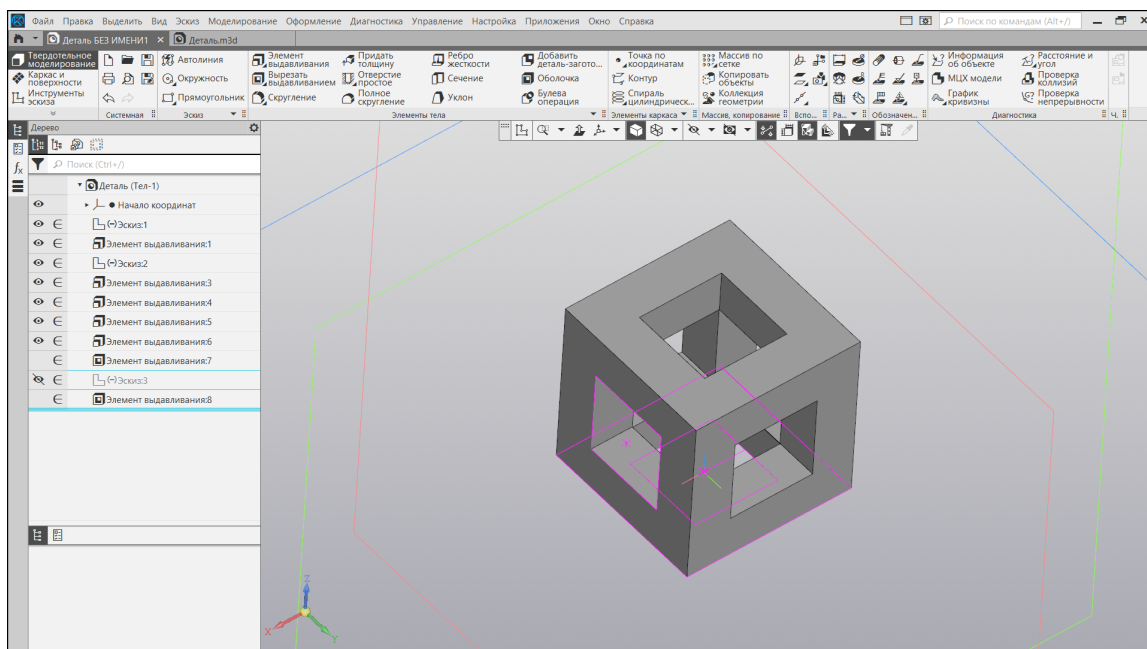 Файл Правка Выделить Вид Эскиз Моделирование Оформление Диагностика Управление Настройка Приложения Окно Справка
Поиск по командам (Alt+/)
Деталь БЕЗ ИМЕНИ1
Деталь.m3d
Твердотельное моделирование
Каркас и поверхности
Инструменты эскиза
Системная
Автолиния
Окружность
Прямоугольник
Эскиз
Элемент выдавливания
Вырезать выдавливанием
Скругление
Придать толщину
Отверстие простое
Полное скругление
Ребро жесткости
Сечение
Уклон
Добавить деталь-загото...
Оболочка
Булева операция
Элементы тела
Точка по координатам
Контур
Спираль цилиндрическ...
Элементы каркаса
Массив по сетке
Копировать объекты
Коллекция геометрии
Массив, копирование
Вспо...
Ра...
Обозначен...
Информация об объекте
МЦХ модели
График кривизны
Расстояние и угол
Проверка коллизий
Проверка непрерывности
Диагностика
Ч.
Дерево
Поиск (Ctrl+/)
Деталь (Тел-1)
Начало координат
(-)Эскиз:1
Элемент выдавливания:1
(-)Эскиз:2
Элемент выдавливания:3
Элемент выдавливания:4
Элемент выдавливания:5
Элемент выдавливания:6
Элемент выдавливания:7
(-)Эскиз:3
Элемент выдавливания:8
Z
X
Y